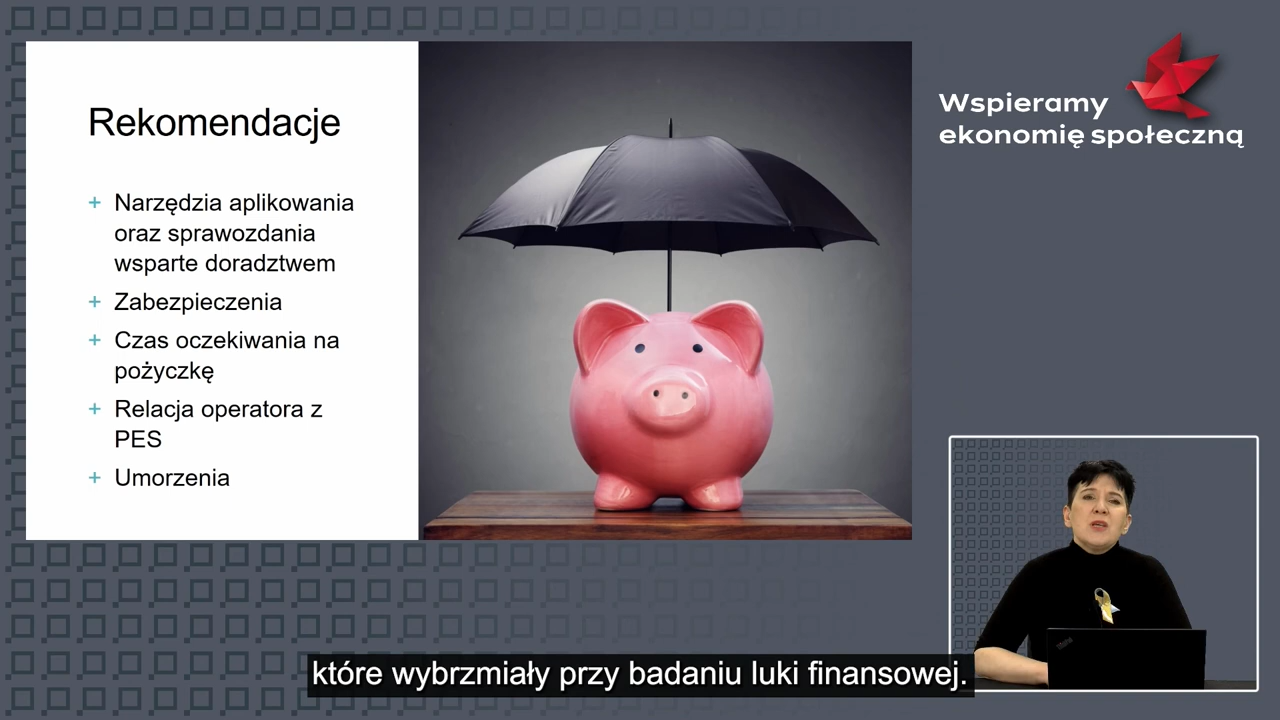 Rekomendacje
+ Narzędzia aplikowania
oraz sprawozdania
wsparte doradztwem
+ Zabezpieczenia
+ Czas oczekiwania na
pożyczkę
+ Relacja operatora z
PES
+ Umorzenia
Wspieramy
ekonomię społeczną
które wybrzmiały przy badaniu luki finansowej.